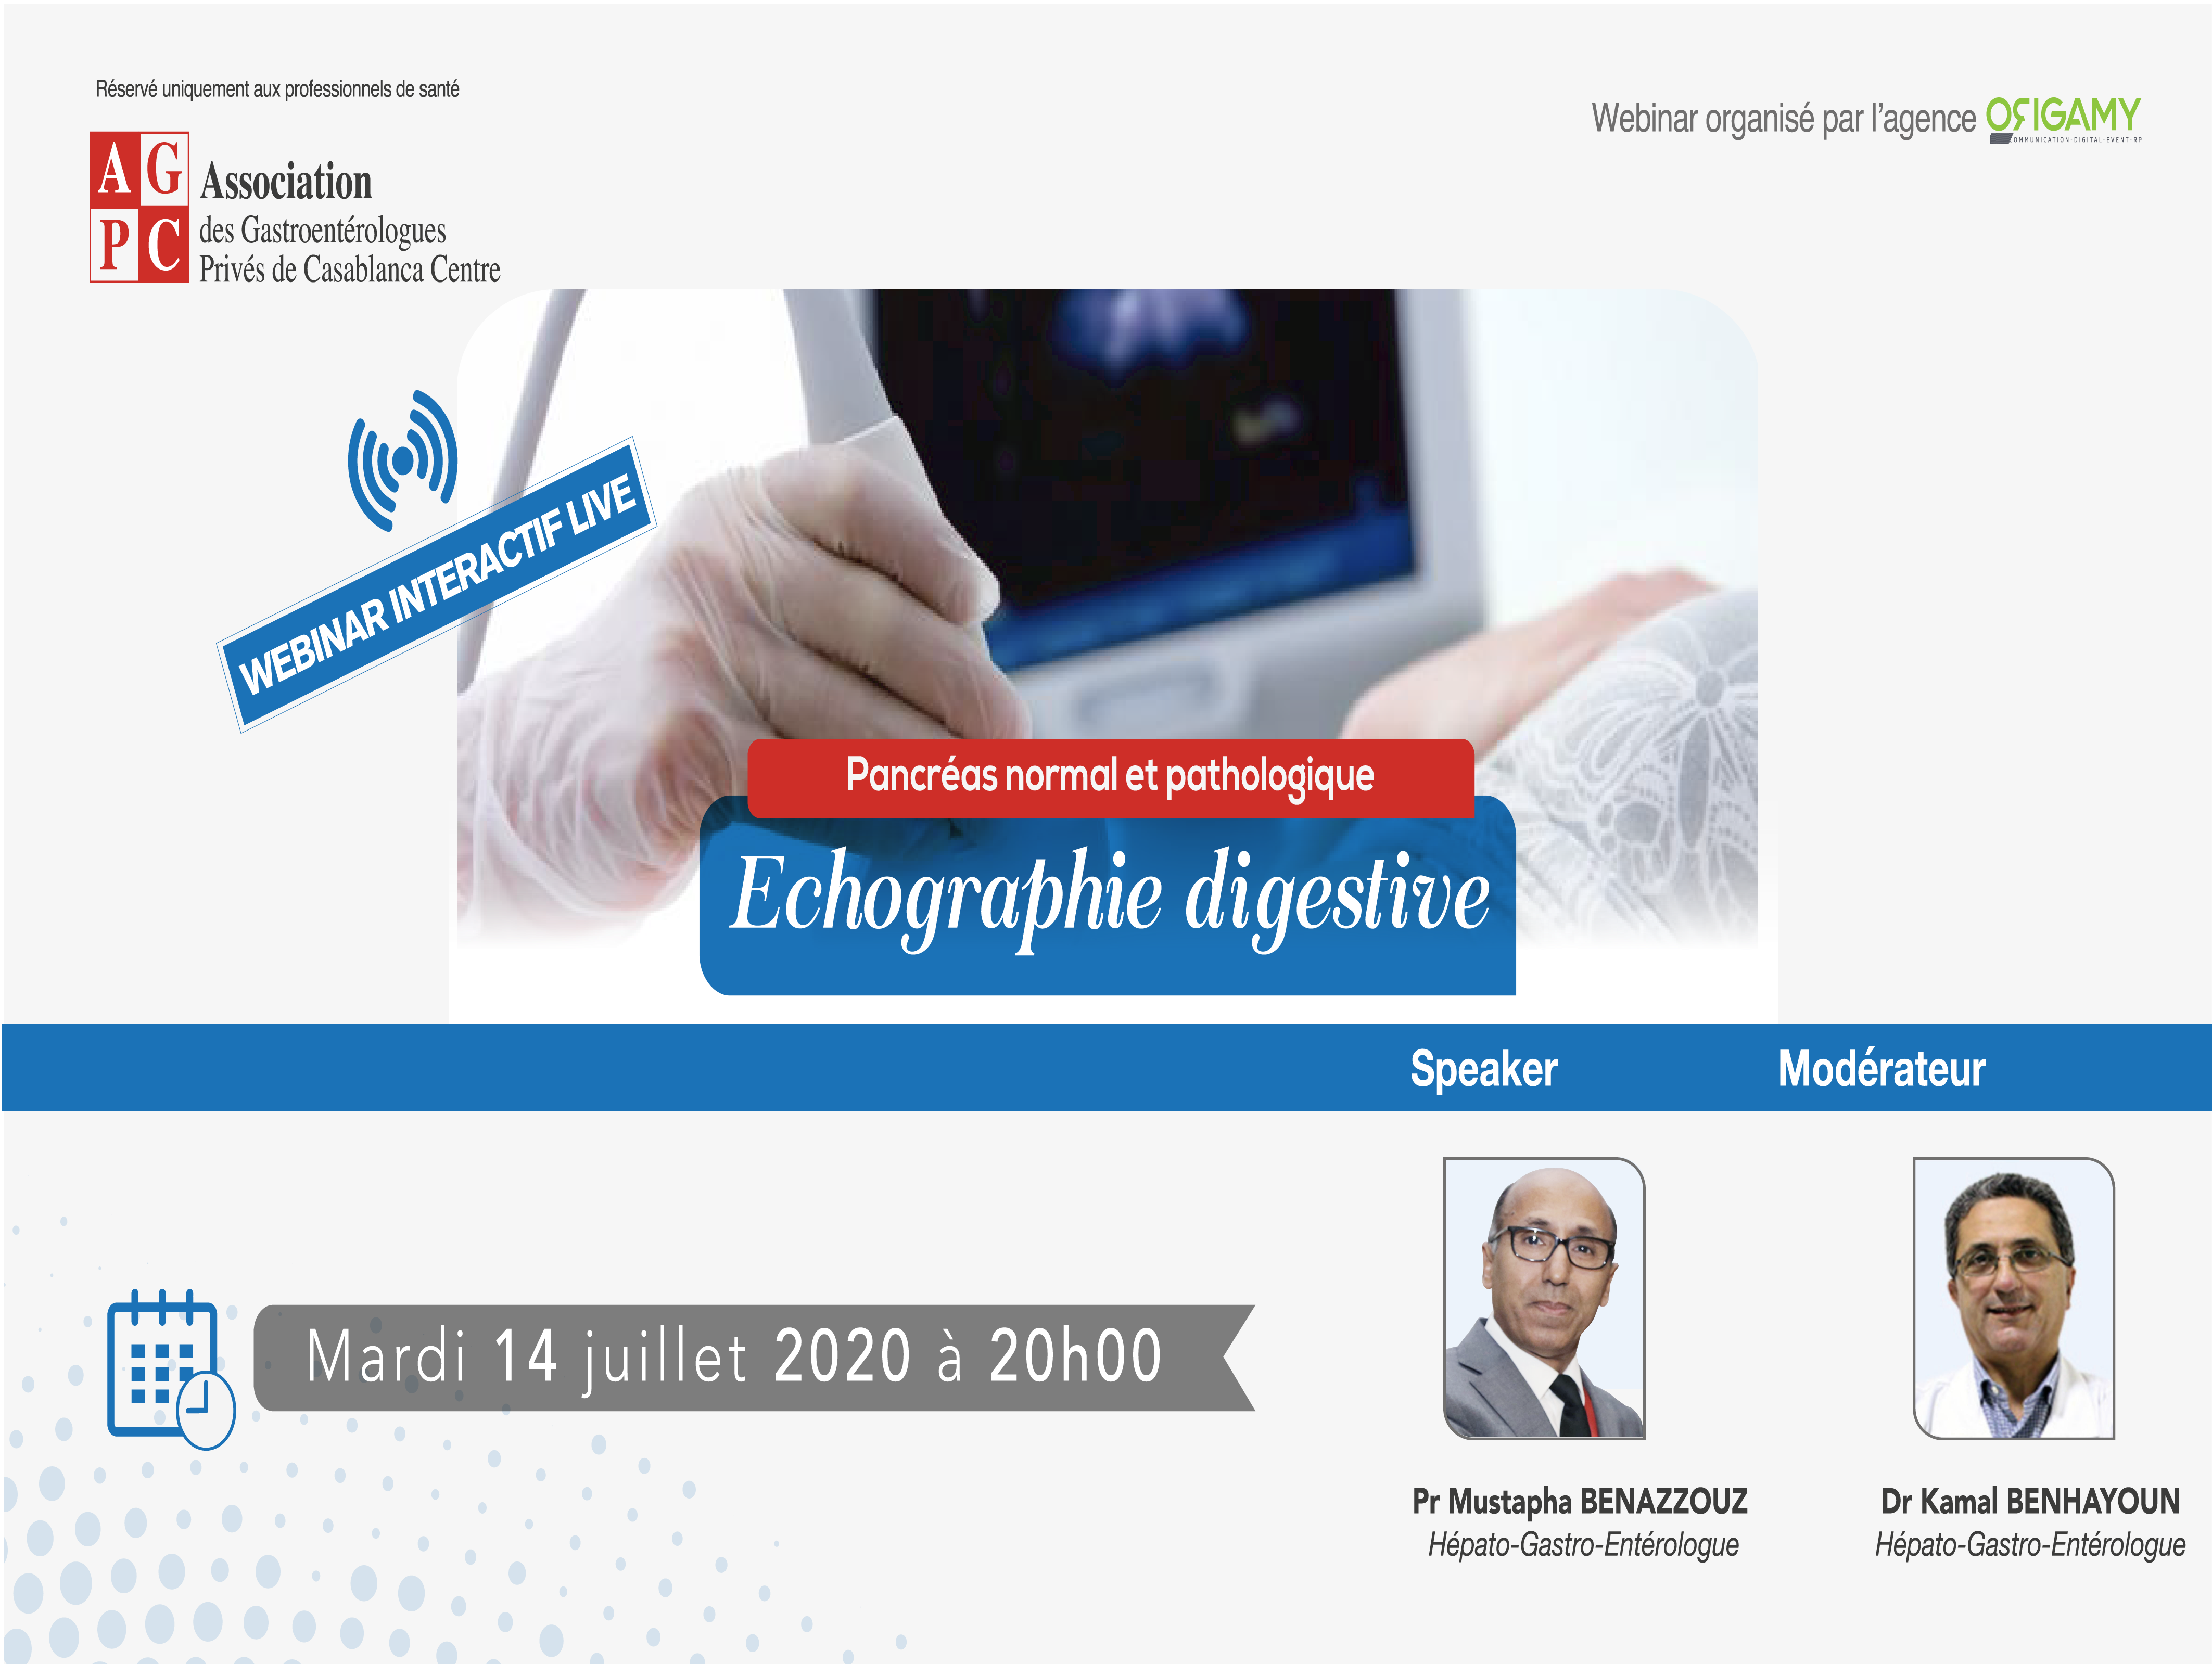 Réservé uniquement aux professionnels de santé
Webinar organisé par l'agence ORIGAMY
COMMUNICATION-DIGITAL-EVENT-RP
A G
P C
Association
des Gastroentérologues
Privés de Casablanca Centre
WEBINAR INTERACTIF LIVE
Pancréas normal et pathologique
Echographie digestive
Speaker
Modérateur
Mardi 14 juillet 2020 à 20h00
Pr Mustapha BENAZZOUZ
Hépato-Gastro-Entérologue
Dr Kamal BENHAYOUN
Hépato-Gastro-Entérologue